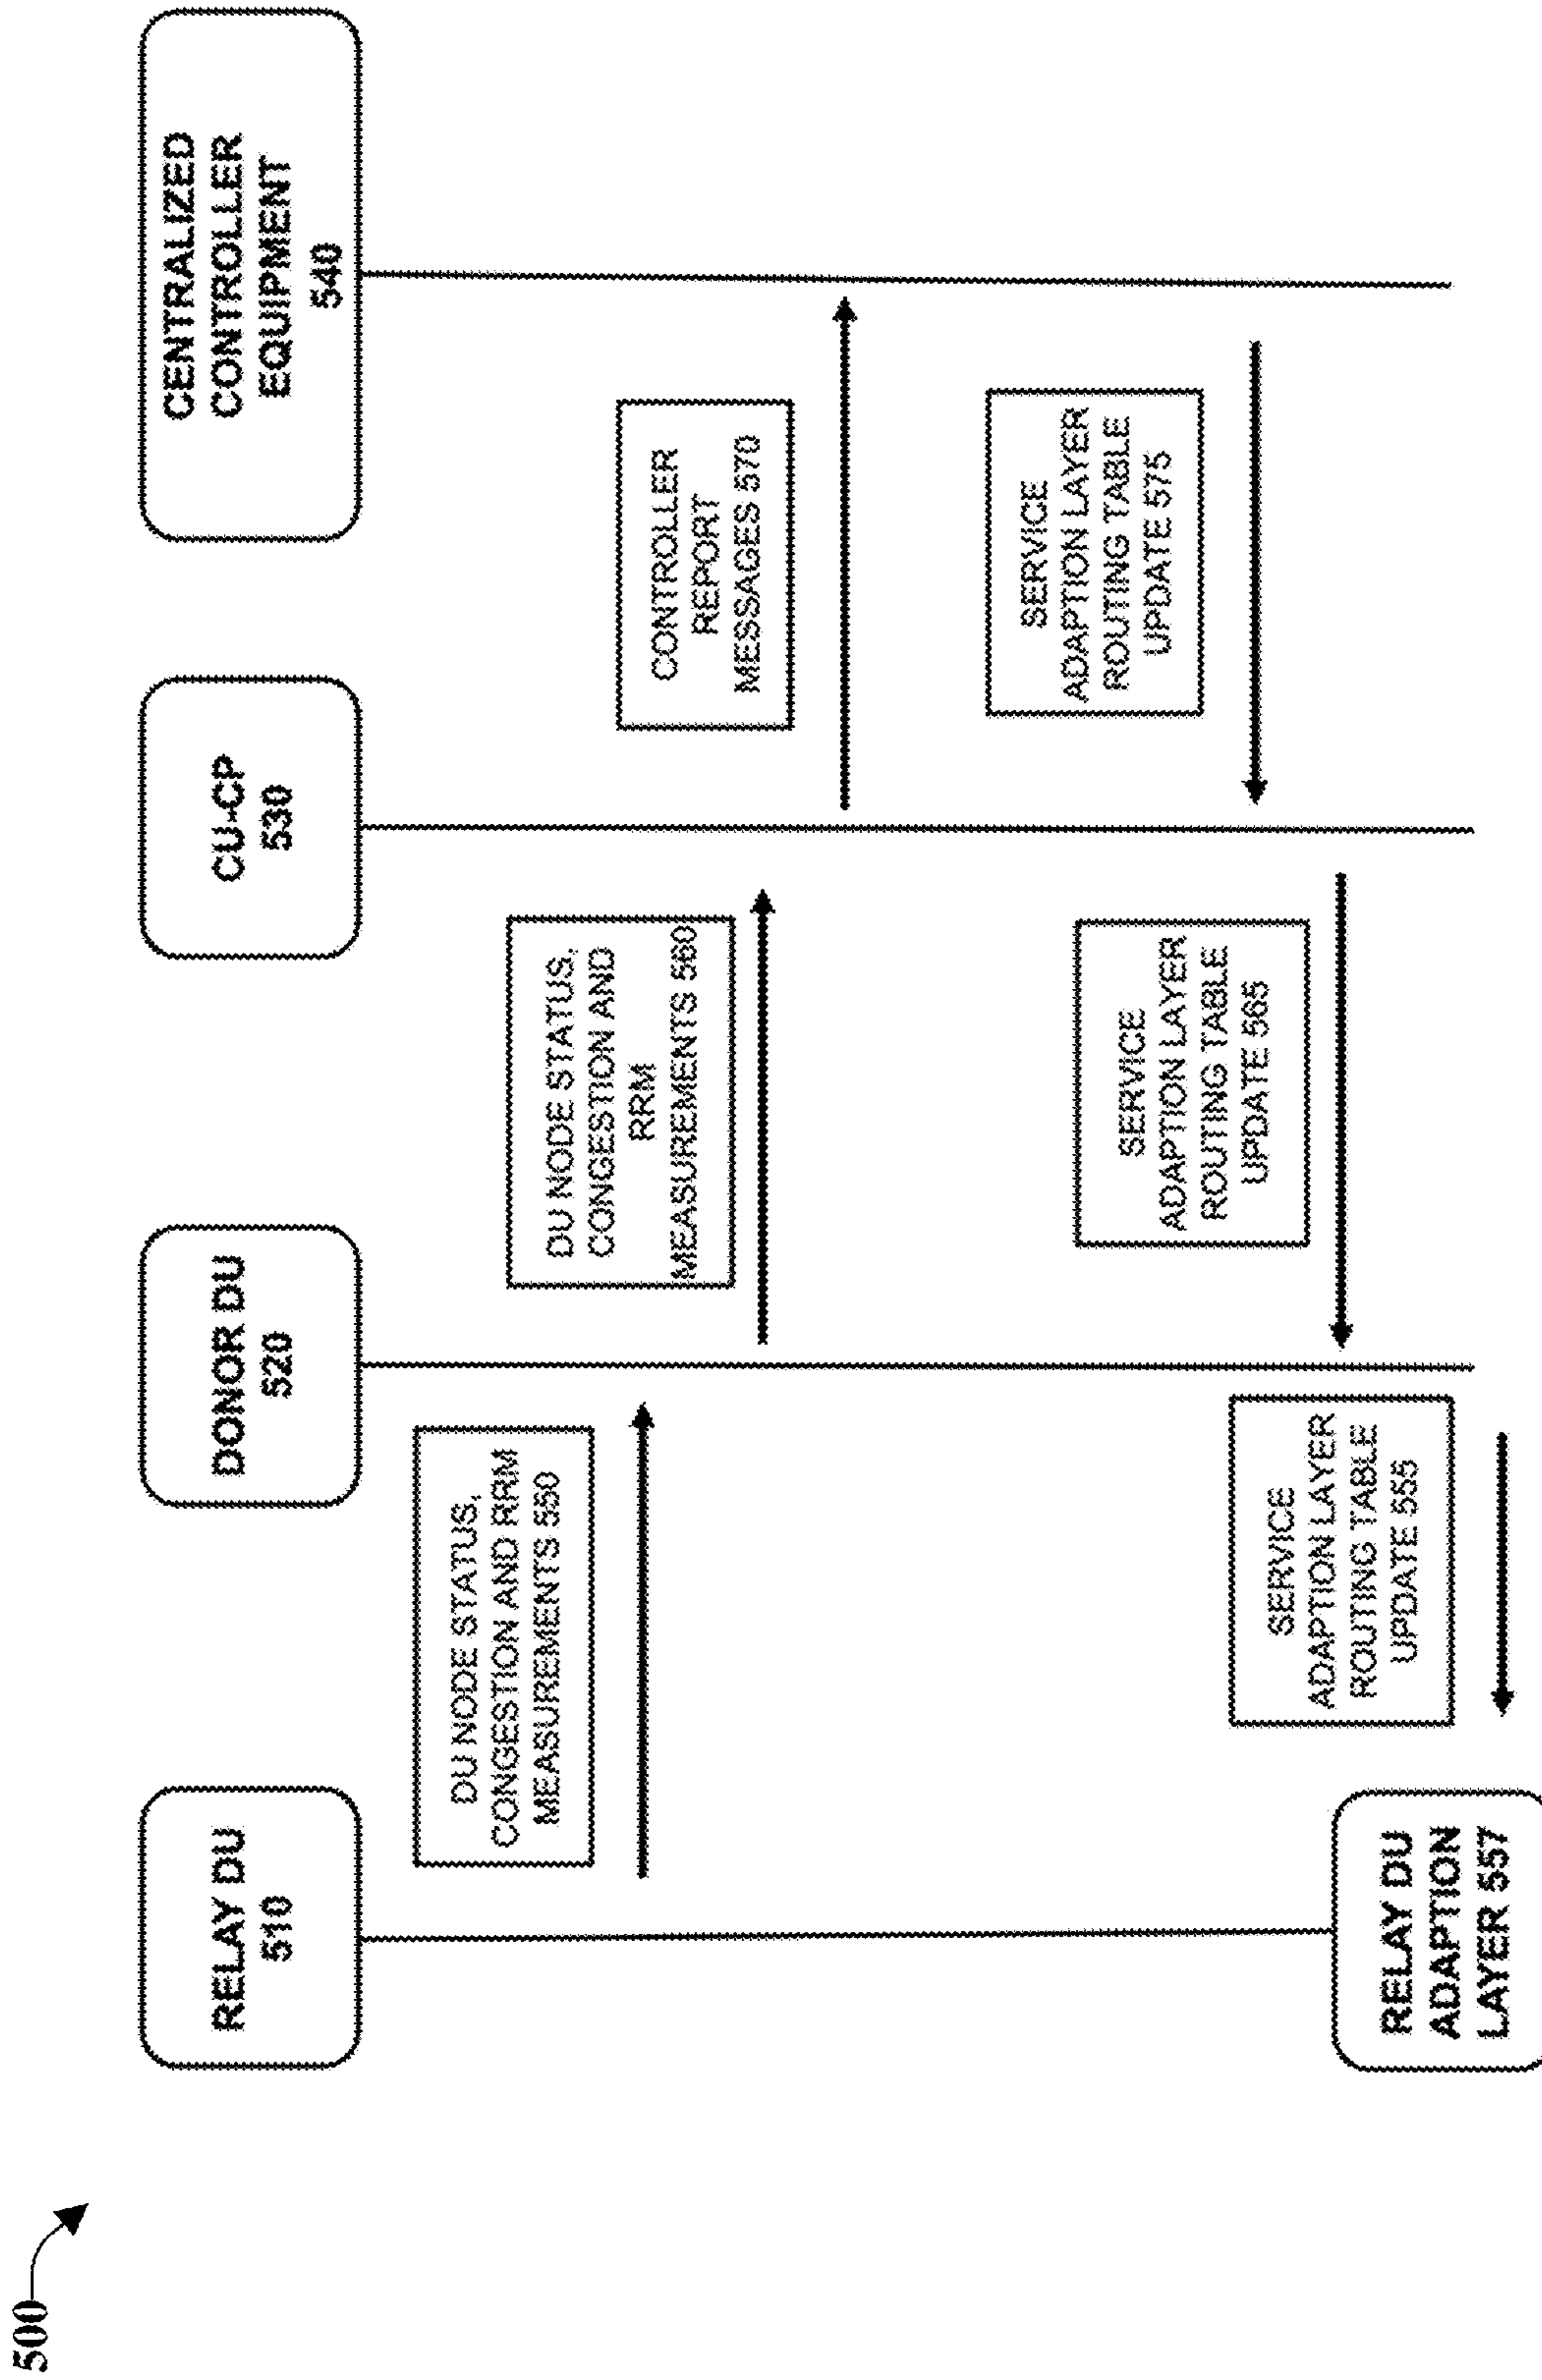 500
RELAY DU
510
DONOR DU
520
CU-CP
530
CENTRALIZED
CONTROLLER
EQUIPMENT
540
DU NODE STATUS,
CONGESTION AND RRM
MEASUREMENTS 550
DU NODE STATUS,
CONGESTION AND
RRM
MEASUREMENTS 560
CONTROLLER
REPORT
MESSAGES 570
SERVICE
ADAPTION LAYER
ROUTING TABLE
UPDATE 575
SERVICE
ADAPTION LAYER
ROUTING TABLE
UPDATE 565
SERVICE
ADAPTION LAYER
ROUTING TABLE
UPDATE 555
RELAY DU
ADAPTION
LAYER 557